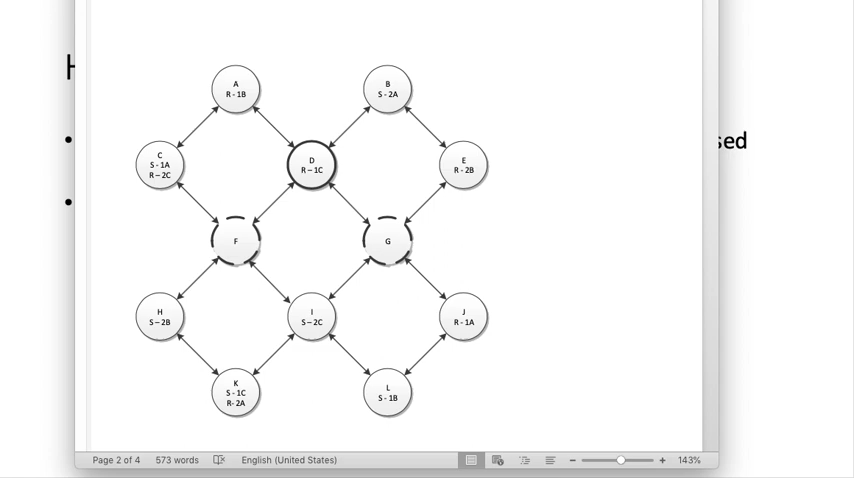 A
R - 1B
B
S - 2A
C
S - 1A
R – 2C
D
R – 1C
E
R - 2B
F
G
H
S – 2B
I
S – 2C
J
R - 1A
K
S - 1C
R- 2A
L
S - 1B
Page 2 of 4 573 words English (United States) 143%